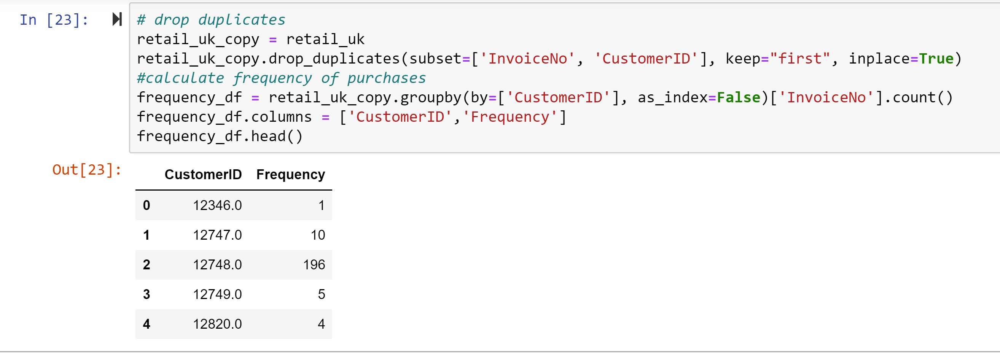 In [23]:
# drop duplicates
retail_uk_copy = retail_uk
retail_uk_copy.drop_duplicates(subset=['InvoiceNo', 'CustomerID'], keep="first", inplace=True)
#calculate frequency of purchases
frequency_df = retail_uk_copy.groupby(by=['CustomerID'], as_index=False)['InvoiceNo'].count()
frequency_df.columns = ['CustomerID','Frequency']
frequency_df.head()
Out[23]:
CustomerID Frequency
0 12346.0 1
1 12747.0 10
2 12748.0 196
3 12749.0 5
4 12820.0 4